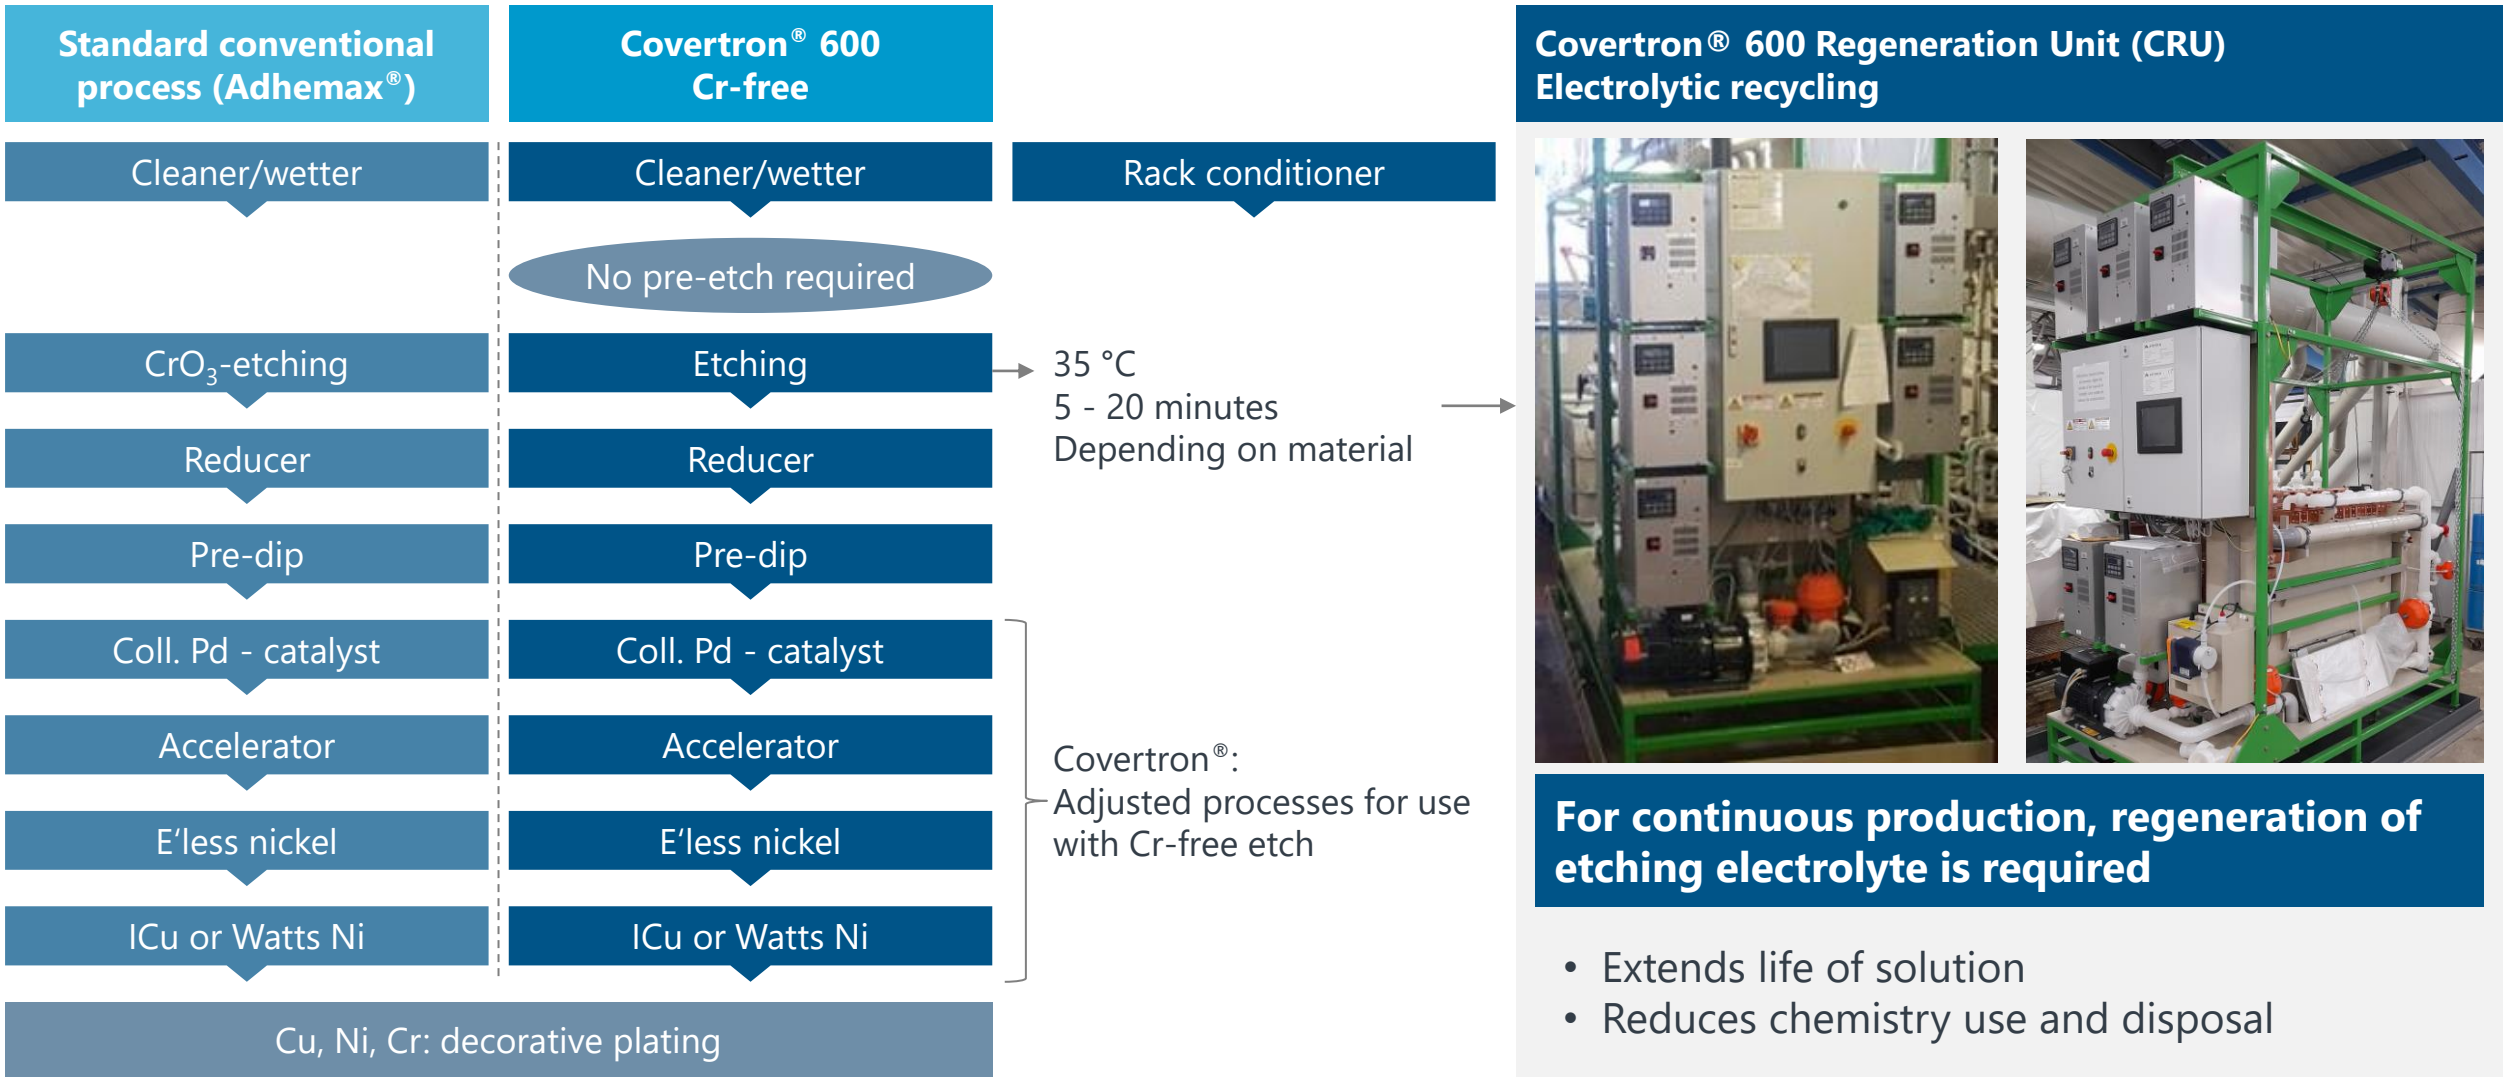 Standard conventional
process (Adhemax®)
Cleaner/wetter
CrO₃-etching
Reducer
Pre-dip
Coll. Pd - catalyst
Accelerator
E‘less nickel
ICu or Watts Ni
Covertron® 600
Cr-free
Cleaner/wetter
No pre-etch required
Etching
Reducer
Pre-dip
Coll. Pd - catalyst
Accelerator
E‘less nickel
ICu or Watts Ni
Cu, Ni, Cr: decorative plating
Rack conditioner
35 °C
5 - 20 minutes
Depending on material
Covertron®:
Adjusted processes for use
with Cr-free etch
Covertron® 600 Regeneration Unit (CRU)
Electrolytic recycling
For continuous production, regeneration of
etching electrolyte is required
• Extends life of solution
• Reduces chemistry use and disposal